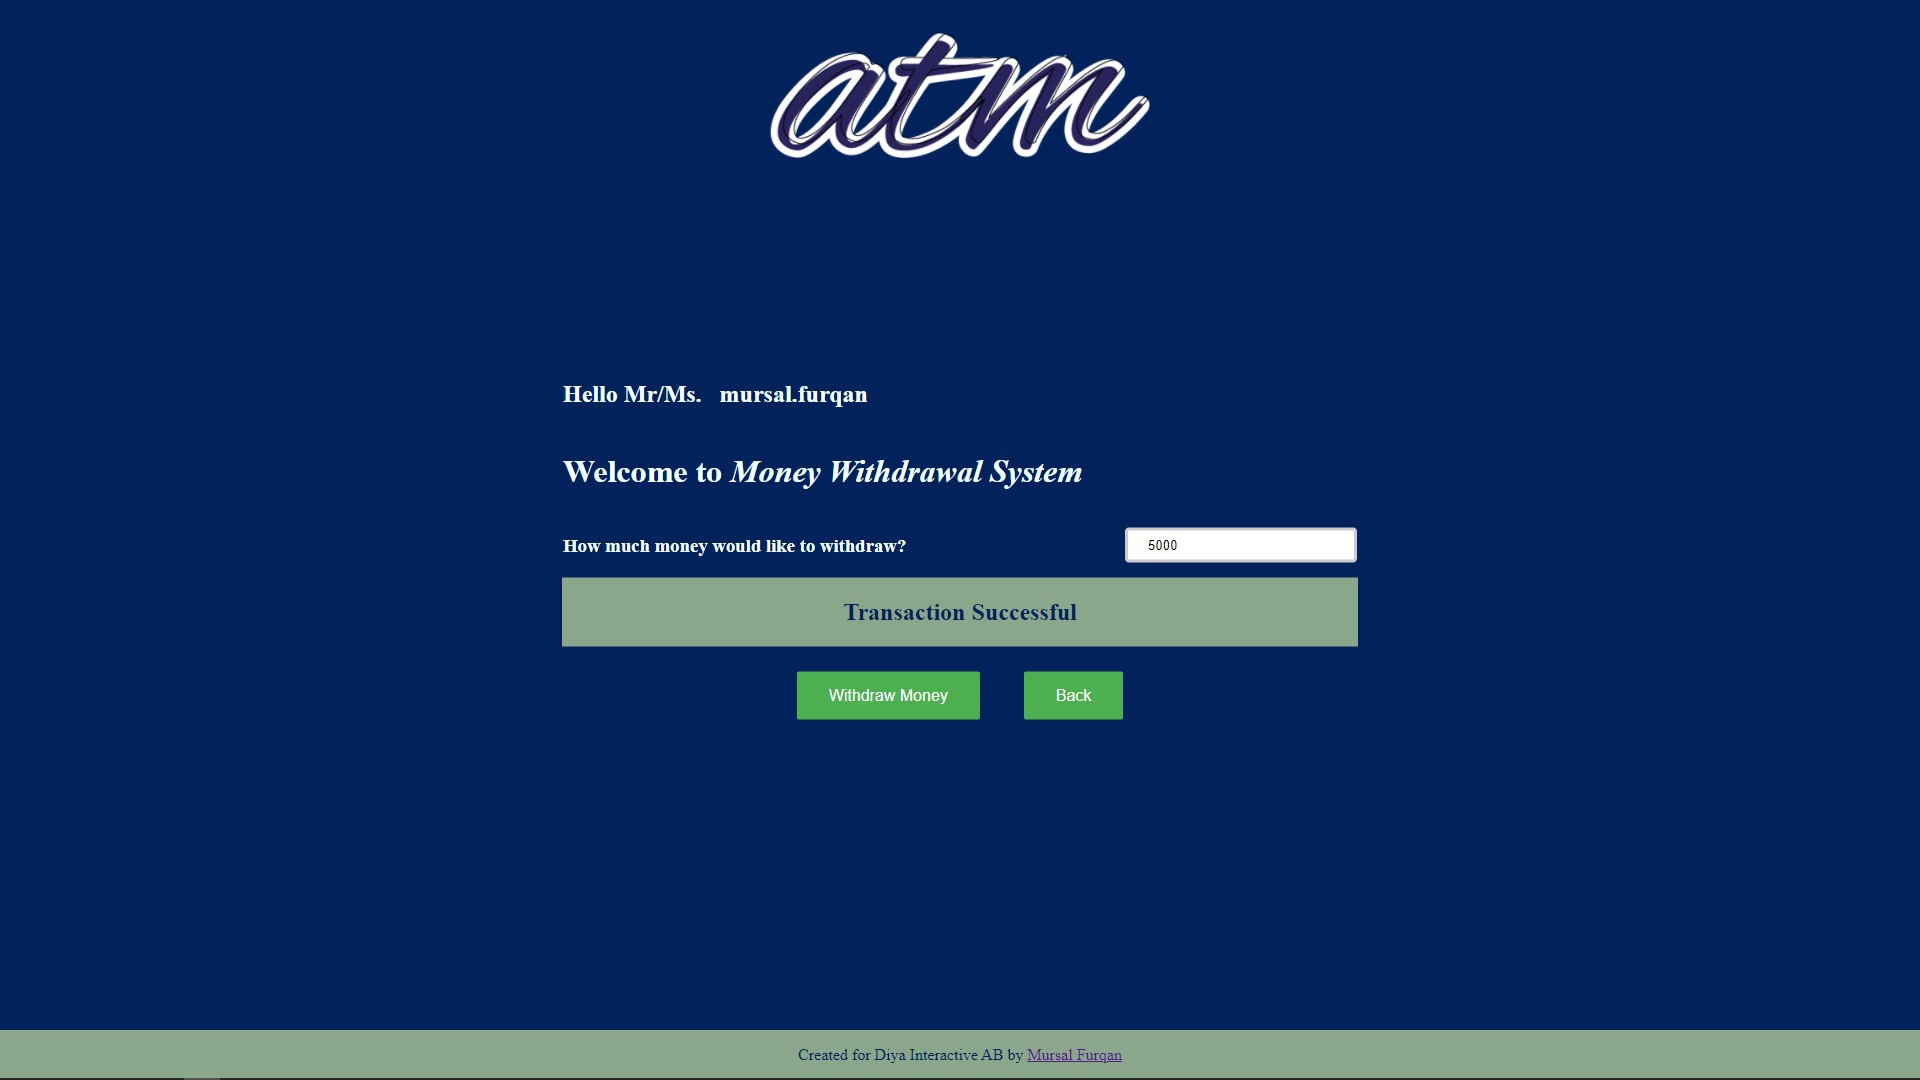 atm
Hello Mr/Ms. mursal.furqan
Welcome to Money Withdrawal System
How much money would like to withdraw?
5000
Transaction Successful
Withdraw Money
Back
Created for Diya Interactive AB by Mursal Furqan